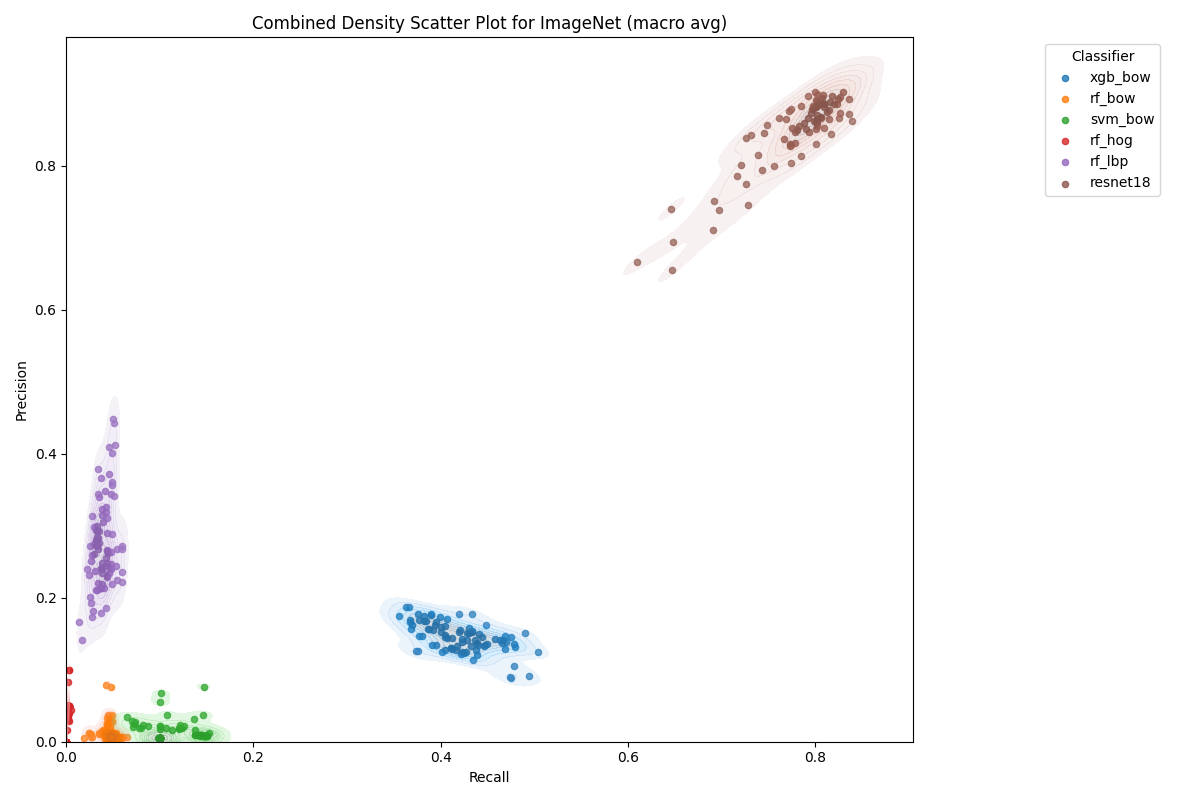 Combined Density Scatter Plot for ImageNet (macro avg)
Classifier
xgb_bow
rf_bow
svm_bow
rf_hog
rf_lbp
resnet18
Precision
0.8
0.6
0.4
0.2
0.0
0.0 0.2 0.4 0.6 0.8
Recall